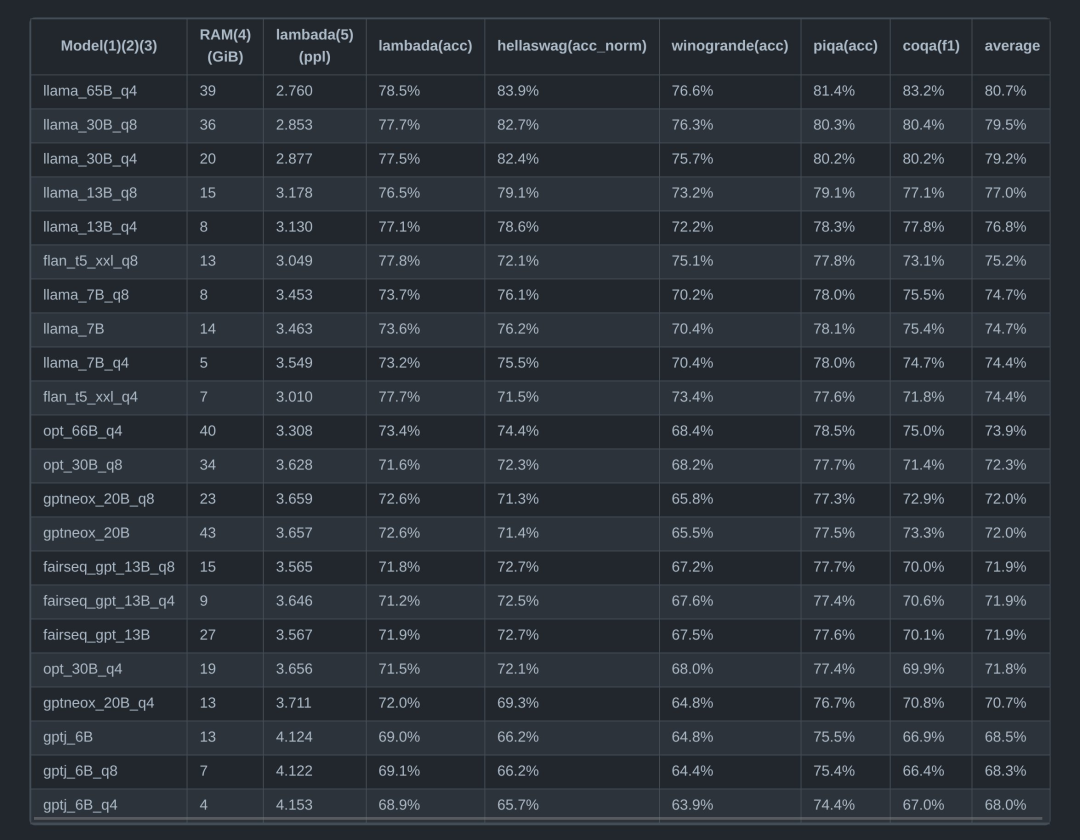 Model(1)(2)(3) RAM(4) (GiB) lambada(5) (ppl) lambada(acc) hellaswag(acc_norm) winogrande(acc) piqa(acc) coqa(f1) average
llama_65B_q4 39 2.760 78.5% 83.9% 76.6% 81.4% 83.2% 80.7%
llama_30B_q8 36 2.853 77.7% 82.7% 76.3% 80.3% 80.4% 79.5%
llama_30B_q4 20 2.877 77.5% 82.4% 75.7% 80.2% 80.2% 79.2%
llama_13B_q8 15 3.178 76.5% 79.1% 73.2% 79.1% 77.1% 77.0%
llama_13B_q4 8 3.130 77.1% 78.6% 72.2% 78.3% 77.8% 76.8%
flan_t5_xxl_q8 13 3.049 77.8% 72.1% 75.1% 77.8% 73.1% 75.2%
llama_7B_q8 8 3.453 73.7% 76.1% 70.2% 78.0% 75.5% 74.7%
llama_7B 14 3.463 73.6% 76.2% 70.4% 78.1% 75.4% 74.7%
llama_7B_q4 5 3.549 73.2% 75.5% 70.4% 78.0% 74.7% 74.4%
flan_t5_xxl_q4 7 3.010 77.7% 71.5% 73.4% 77.6% 71.8% 74.4%
opt_66B_q4 40 3.308 73.4% 74.4% 68.4% 78.5% 75.0% 73.9%
opt_30B_q8 34 3.628 71.6% 72.3% 68.2% 77.7% 71.4% 72.3%
gptneox_20B_q8 23 3.659 72.6% 71.3% 65.8% 77.3% 72.9% 72.0%
gptneox_20B 43 3.657 72.6% 71.4% 65.5% 77.5% 73.3% 72.0%
fairseq_gpt_13B_q8 15 3.565 71.8% 72.7% 67.2% 77.7% 70.0% 71.9%
fairseq_gpt_13B_q4 9 3.646 71.2% 72.5% 67.6% 77.4% 70.6% 71.9%
fairseq_gpt_13B 27 3.567 71.9% 72.7% 67.5% 77.6% 70.1% 71.9%
opt_30B_q4 19 3.656 71.5% 72.1% 68.0% 77.4% 69.9% 71.8%
gptneox_20B_q4 13 3.711 72.0% 69.3% 64.8% 76.7% 70.8% 70.7%
gptj_6B 13 4.124 69.0% 66.2% 64.8% 75.5% 66.9% 68.5%
gptj_6B_q8 7 4.122 69.1% 66.2% 64.4% 75.4% 66.4% 68.3%
gptj_6B_q4 4 4.153 68.9% 65.7% 63.9% 74.4% 67.0% 68.0%